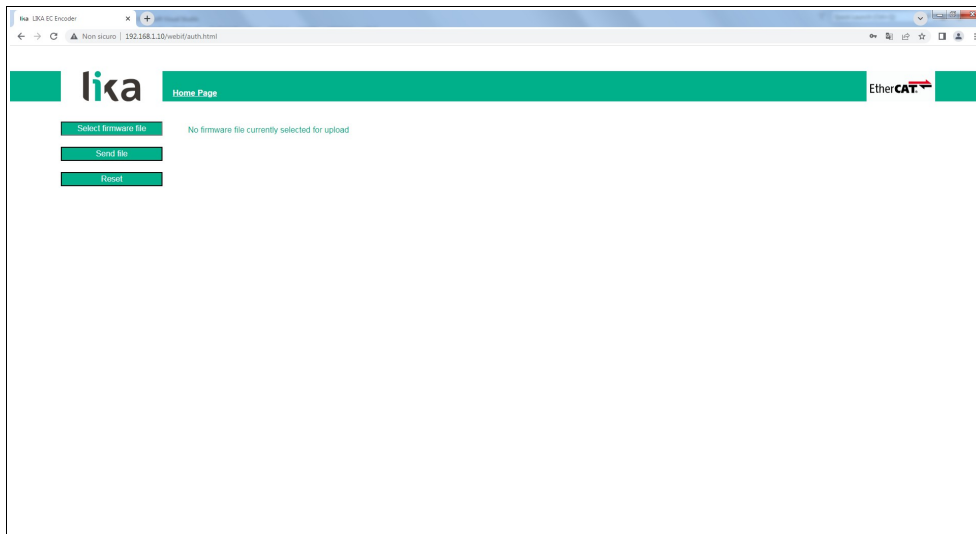 lika LIKA EC Encoder
Non sicuro | 192.168.1.10/webif/auth.html
lika
Home Page
EtherCAT.
Select firmware file
No firmware file currently selected for upload
Send file
Reset